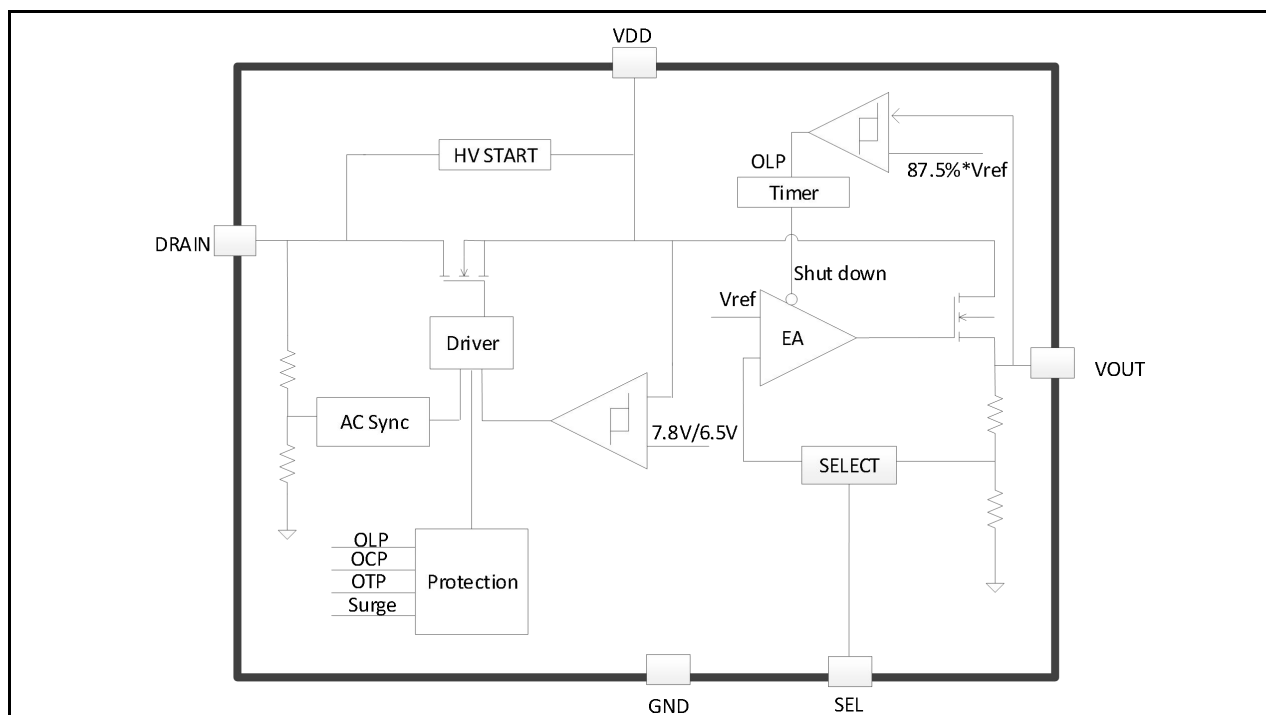 VDD
HV START
OLP
87.5%*Vref
Timer
DRAIN
Shut down
Vref
EA
Driver
VOUT
AC Sync
7.8V/6.5V
SELECT
OLP
OCP
OTP
Surge
Protection
GND
SEL